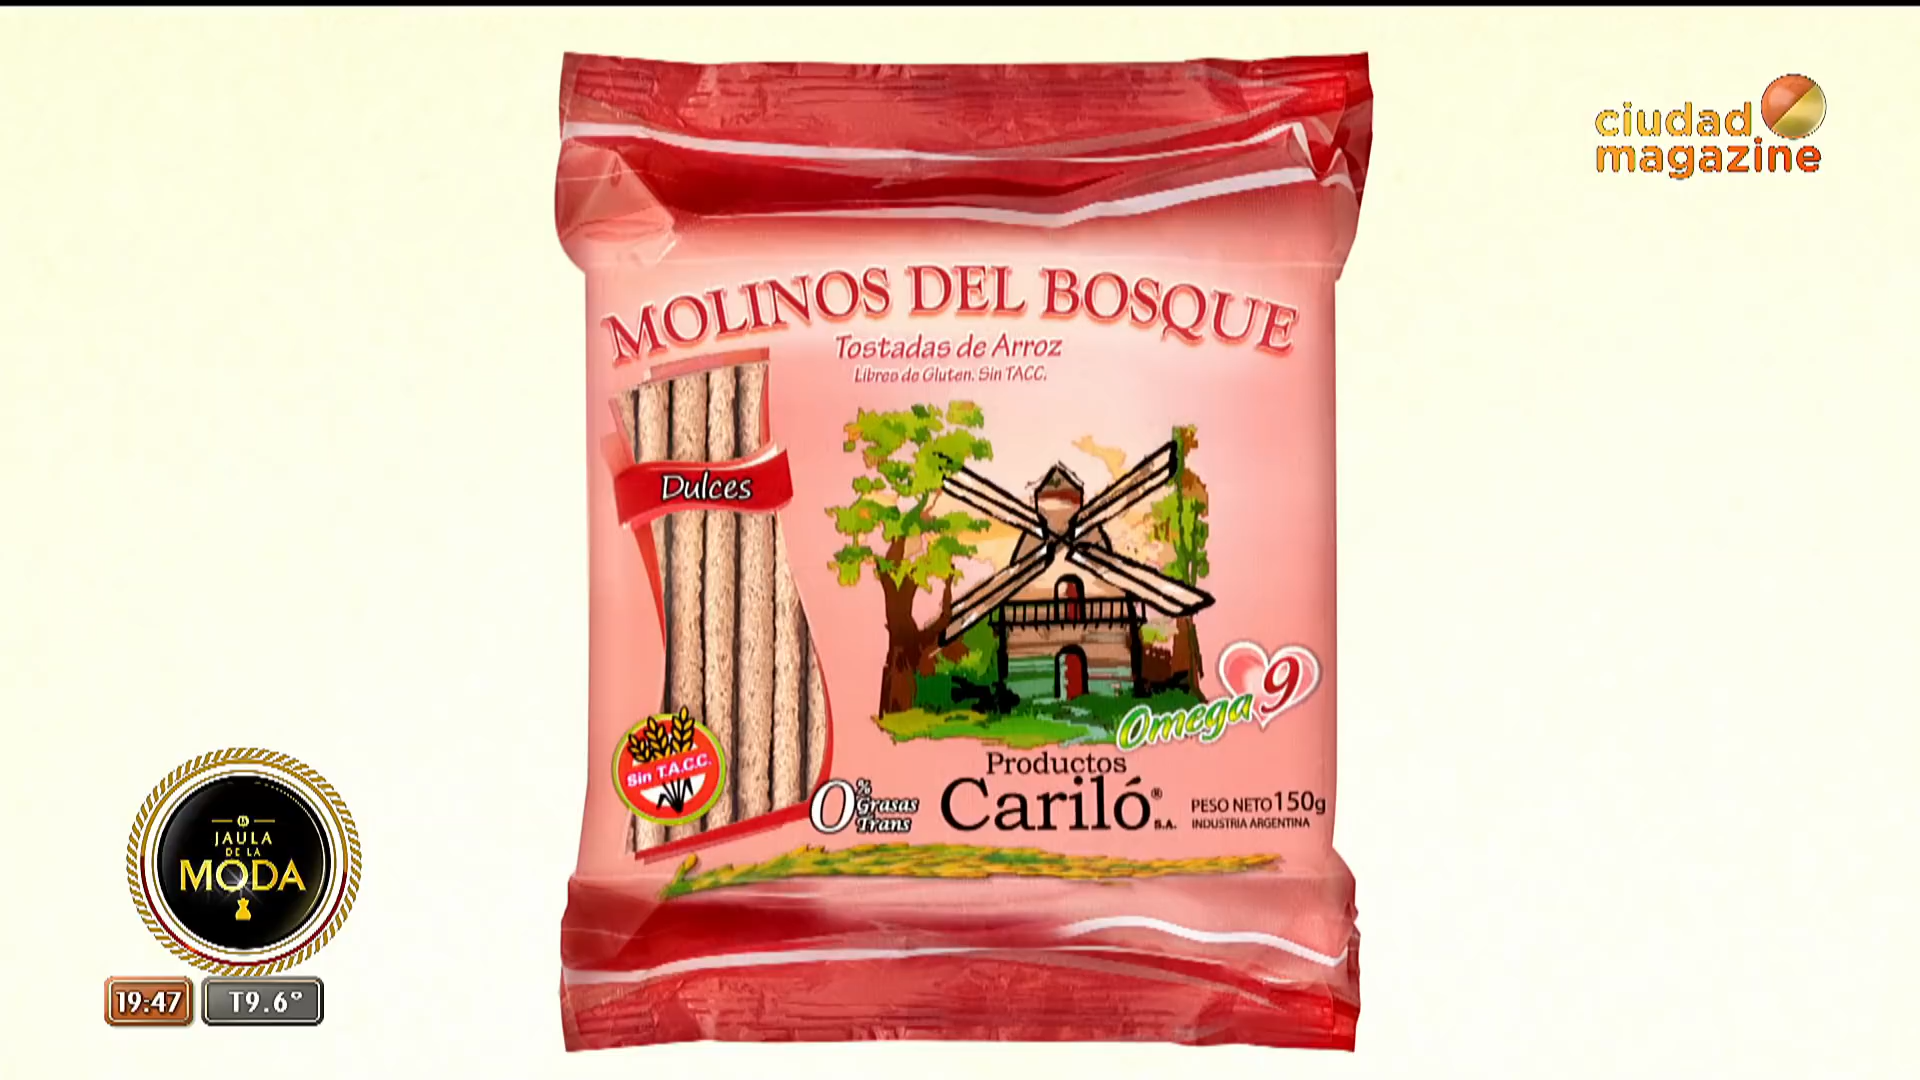 ciudad
magazine
MOLINOS DEL BOSQUE
Tostadas de Arroz
Libres de Gluten. Sin TACC.
Dulces
Omega 9
Sin T.A.C.C.
0% Grasas
Trans
Productos
Cariló® S.A.
PESO NETO 150g
INDUSTRIA ARGENTINA
LA
JAULA
DE LA
MODA
19:47
T9.6°